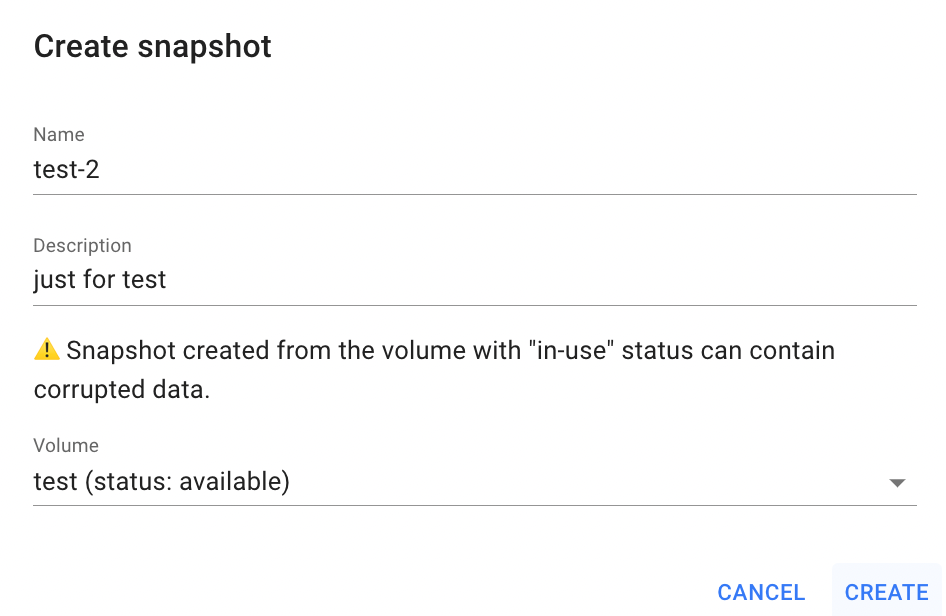 Create snapshot
Name
test-2
Description
just for test
⚠️ Snapshot created from the volume with "in-use" status can contain
corrupted data.
Volume
test (status: available)
CANCEL CREATE